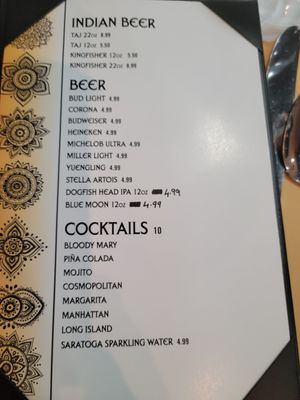 INDIAN BEER
TAJ 22oz 8.99
TAJ 12oz 5.50
KINGFISHER 12oz 5.50
KINGFISHER 22oz 8.99
BEER
BUD LIGHT 4.99
CORONA 4.99
BUDWEISER 4.99
HEINEKEN 4.99
MICHELOB ULTRA 4.99
MILLER LIGHT 4.99
YUENGLING 4.99
STELLA ARTOIS 4.99
DOGFISH HEAD IPA 12oz 4.99
BLUE MOON 12oz 4.99
COCKTAILS 10
BLOODY MARY
PIÑA COLADA
MOJITO
COSMOPOLITAN
MARGARITA
MANHATTAN
LONG ISLAND
SARATOGA SPARKLING WATER 4.99